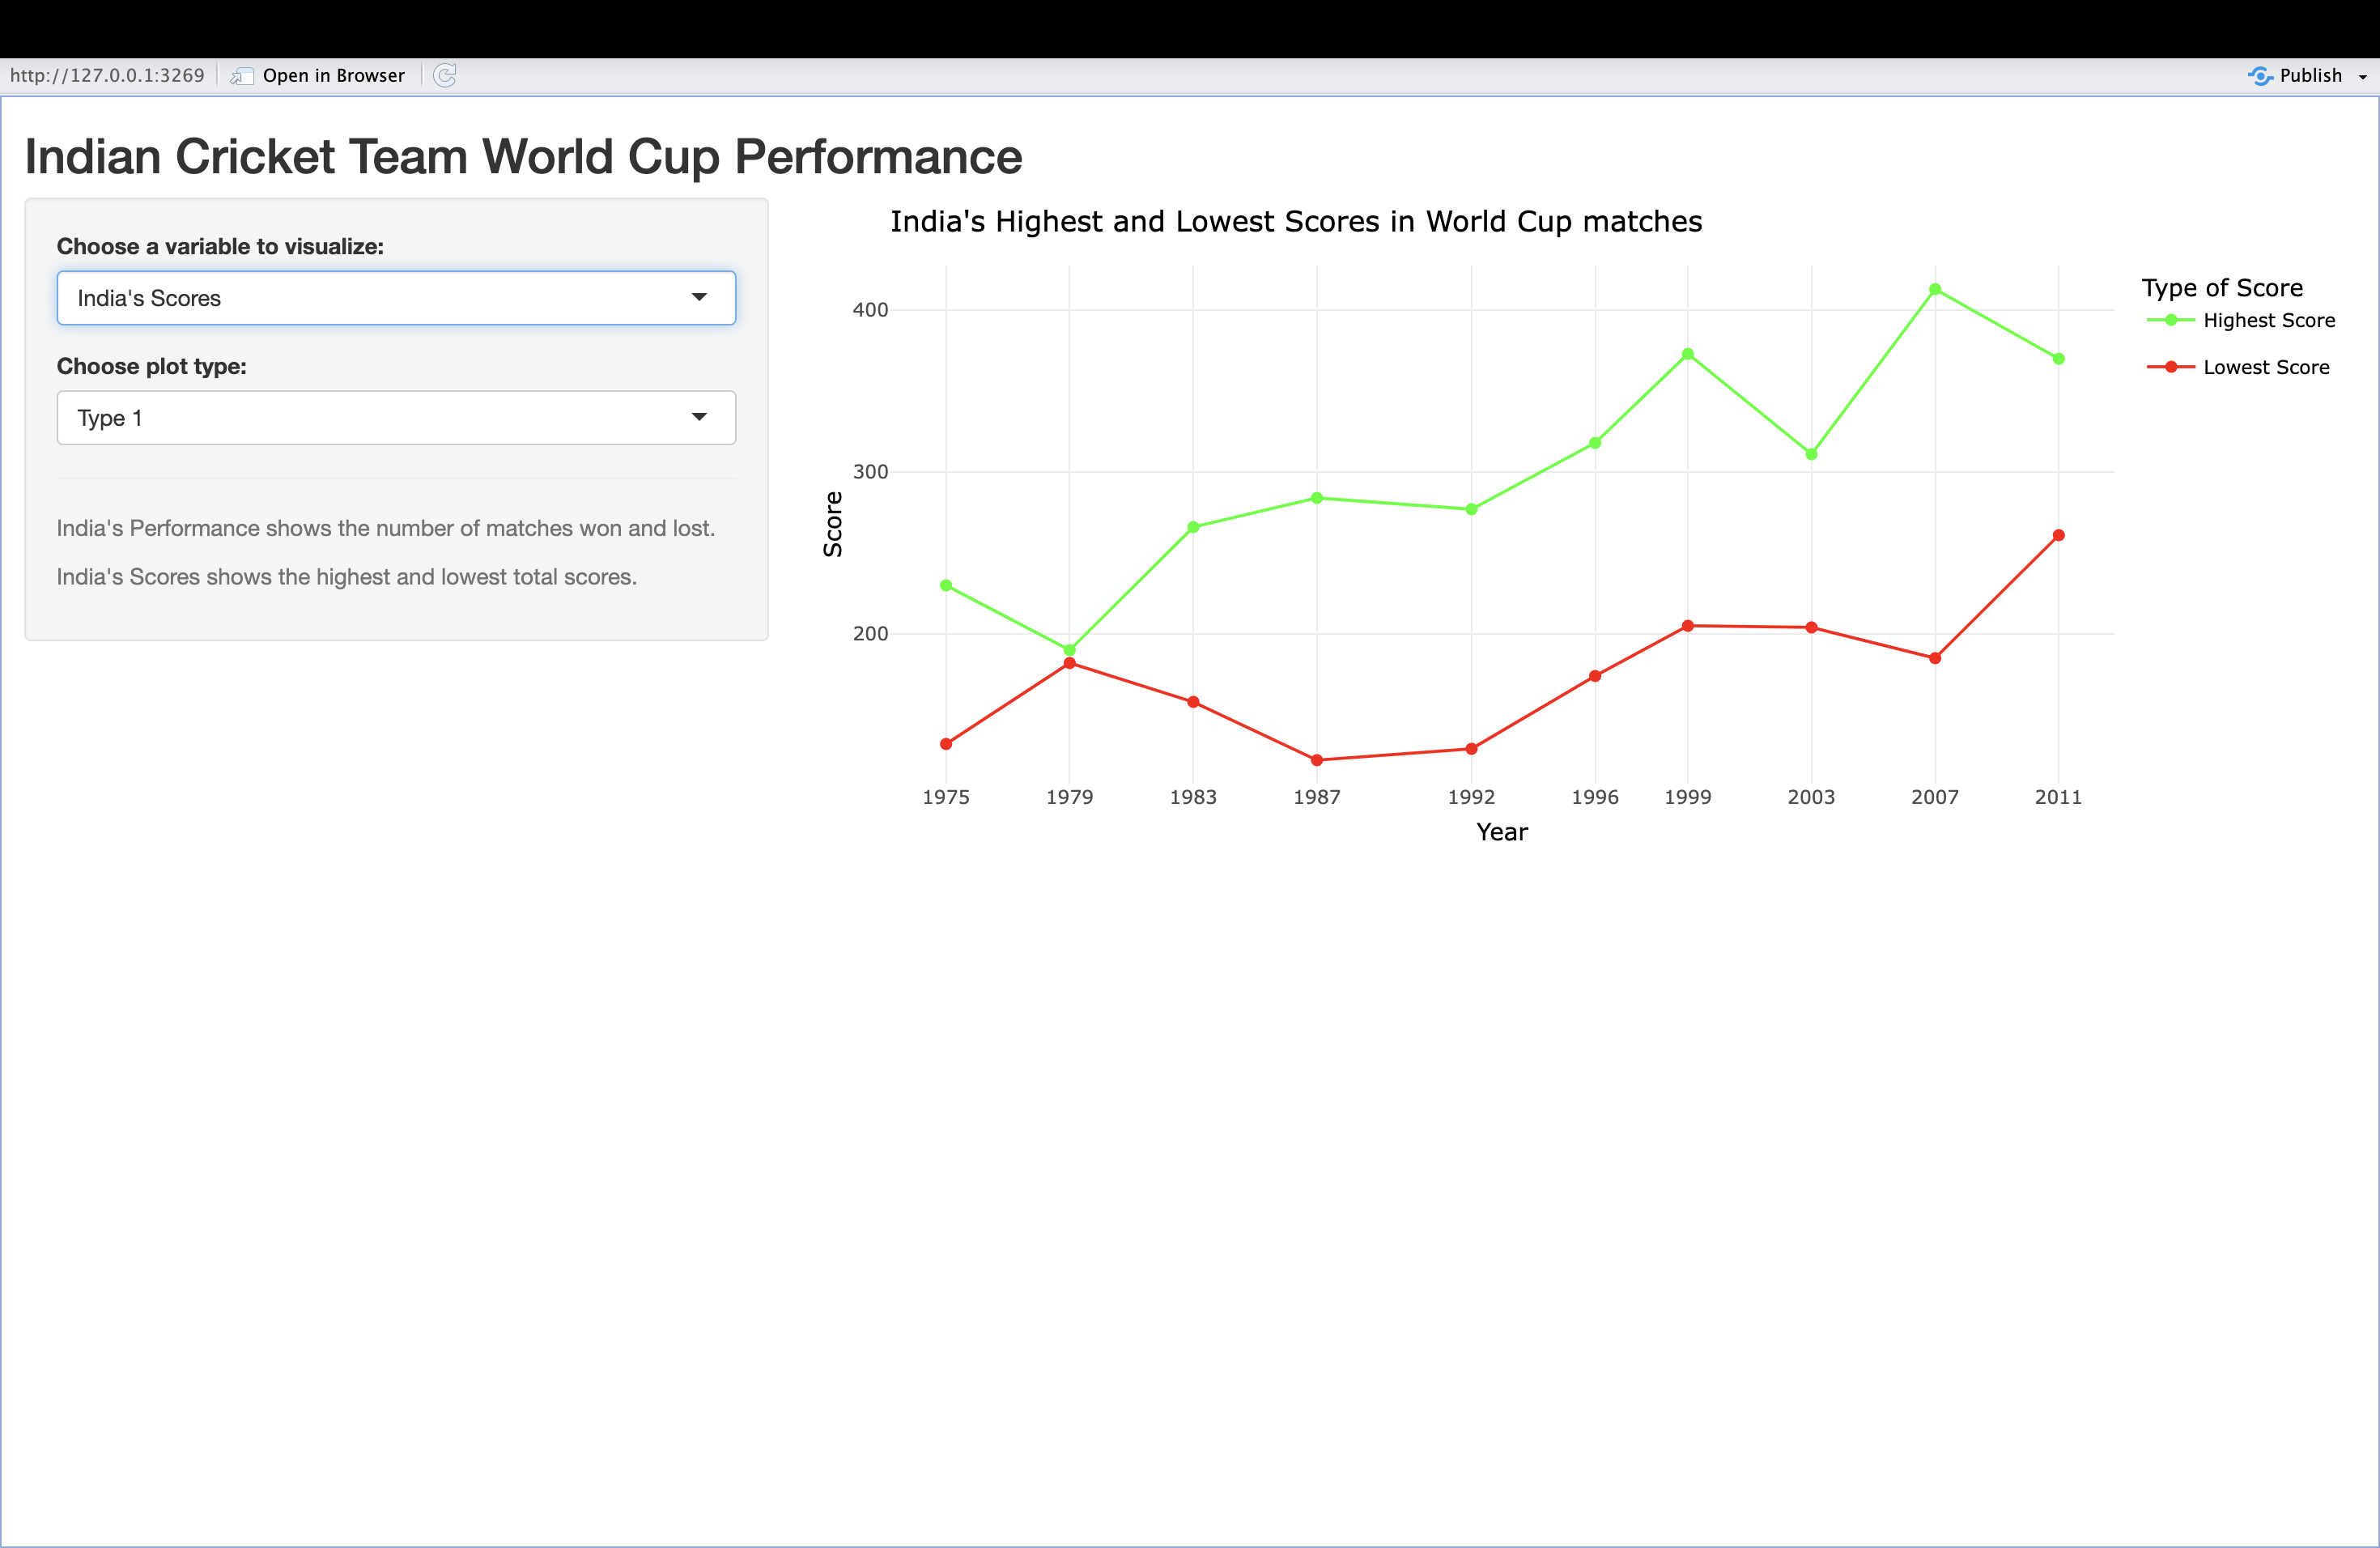 http://127.0.0.1:3269 Open in Browser Publish
Indian Cricket Team World Cup Performance
Choose a variable to visualize:
India's Scores
Choose plot type:
Type 1
India's Performance shows the number of matches won and lost.
India's Scores shows the highest and lowest total scores.
India's Highest and Lowest Scores in World Cup matches
Score
400
300
200
1975 1979 1983 1987 1992 1996 1999 2003 2007 2011
Year
Type of Score
Highest Score
Lowest Score